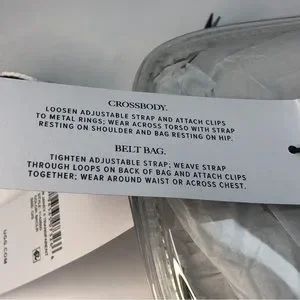 CROSSBODY.
LOOSEN ADJUSTABLE STRAP AND ATTACH CLIPS
TO METAL RINGS; WEAR ACROSS TORSO WITH STRAP
RESTING ON SHOULDER AND BAG RESTING ON HIP.
BELT BAG.
TIGHTEN ADJUSTABLE STRAP; WEAVE STRAP
THROUGH LOOPS ON BACK OF BAG AND ATTACH CLIPS
TOGETHER; WEAR AROUND WAIST OR ACROSS CHEST.
UGG.COM